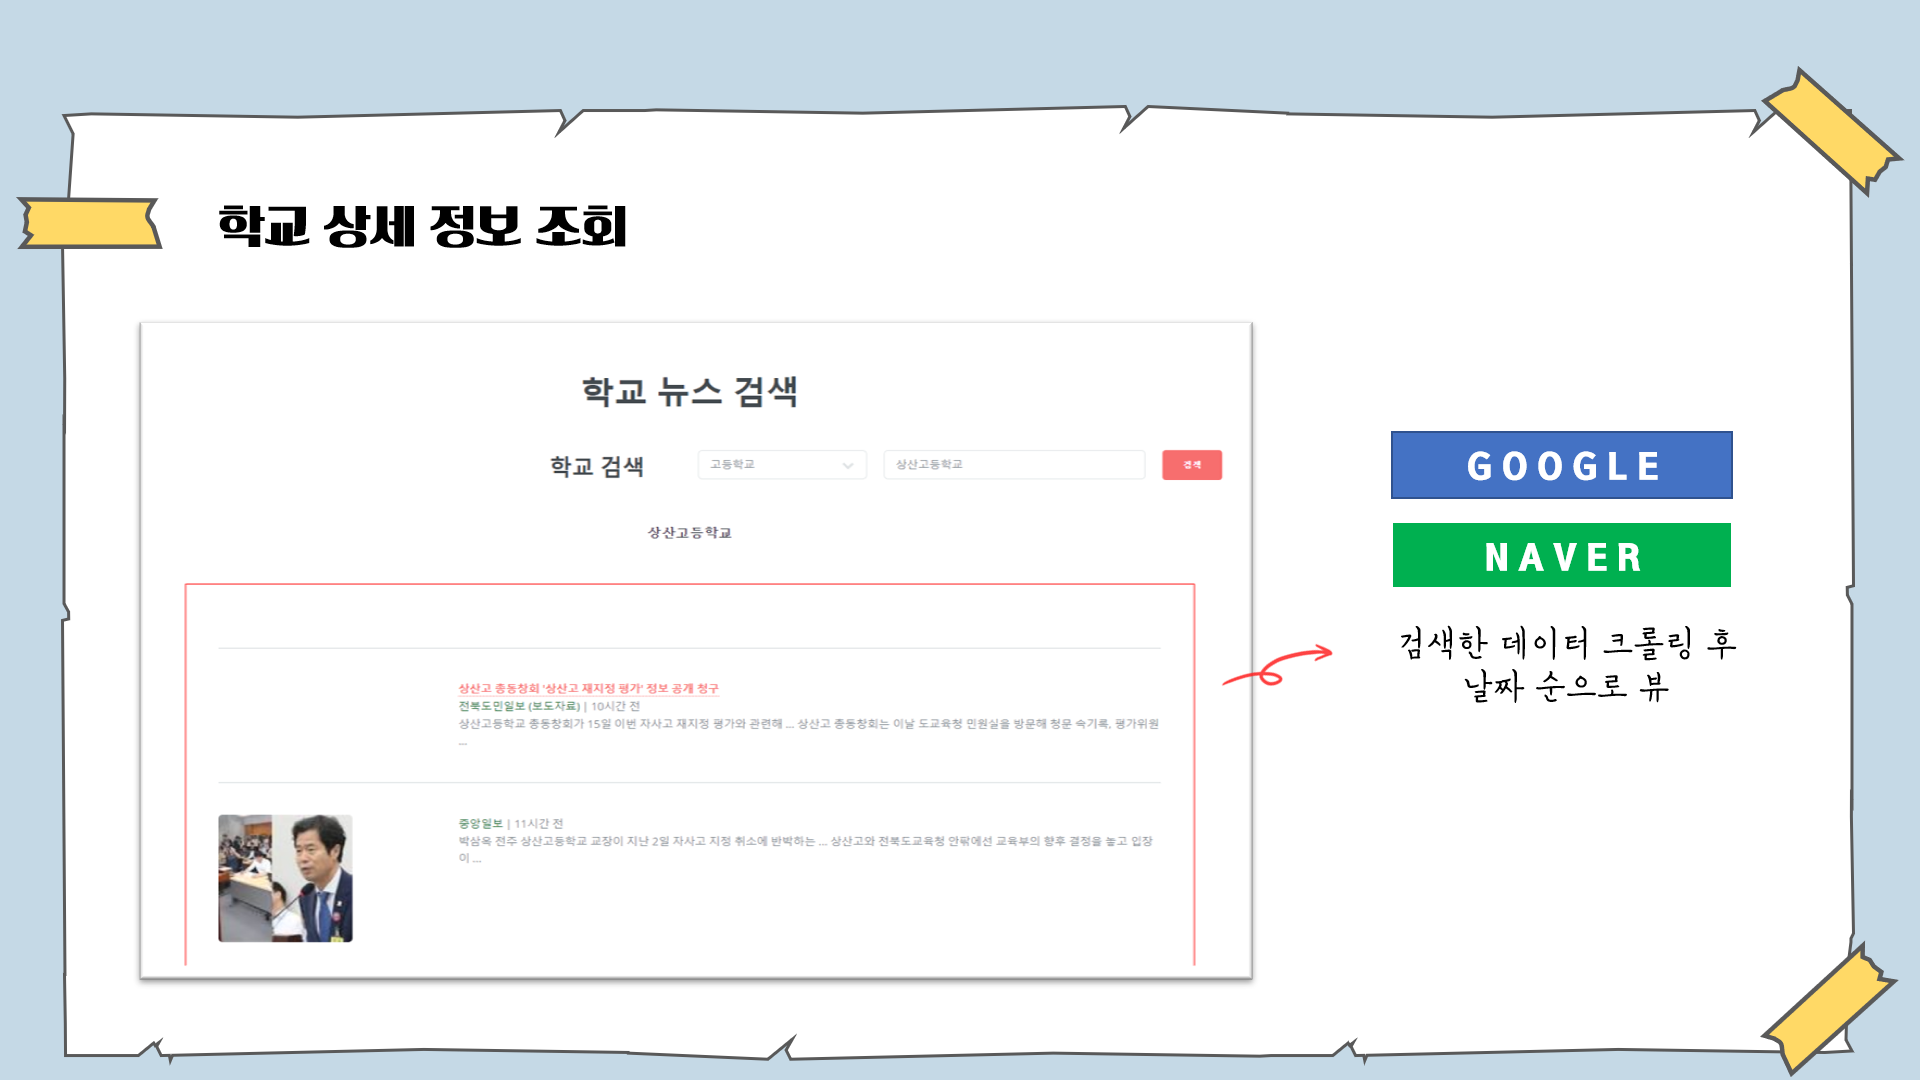 학교 상세 정보 조회
학교 뉴스 검색
학교 검색
고등학교
상산고등학교
검색
상산고등학교
상산고 총동창회 '상산고 재지정 평가' 정보 공개 청구
전북도민일보 (보도자료) | 10시간 전
상산고등학교 총동창회가 15일 이번 자사고 재지정 평가와 관련해 ... 상산고 총동창회는 이날 도교육청 민원실을 방문해 청문 속기록, 평가위원
...
중앙일보 | 11시간 전
박삼옥 전주 상산고등학교 교장이 지난 2일 자사고 지정 취소에 반박하는 ... 상산고와 전북도교육청 안팎에선 교육부의 향후 결정을 놓고 입장
이 ...
GOOGLE
NAVER
검색한 데이터 크롤링 후
날짜 순으로 뷰